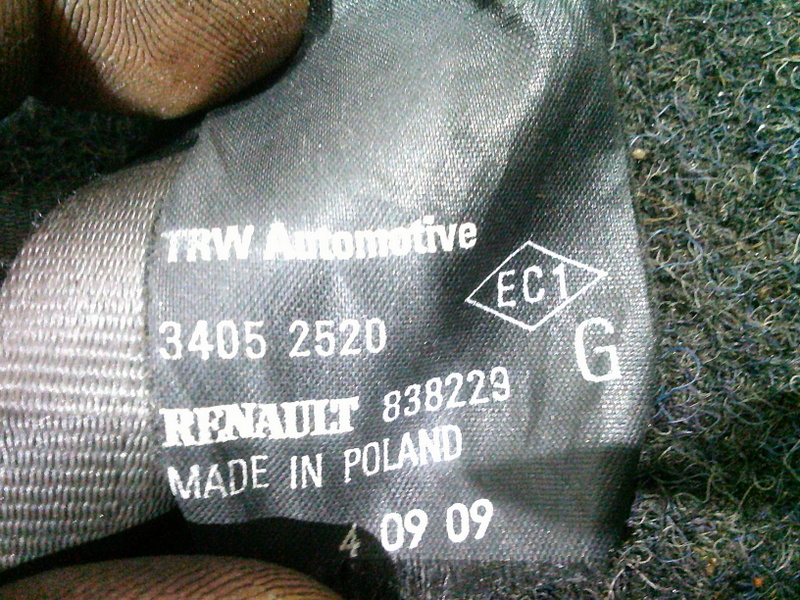 TRW Automotive
EC1
3405 2520
G
RENAULT 838229
MADE IN POLAND
4 09 09